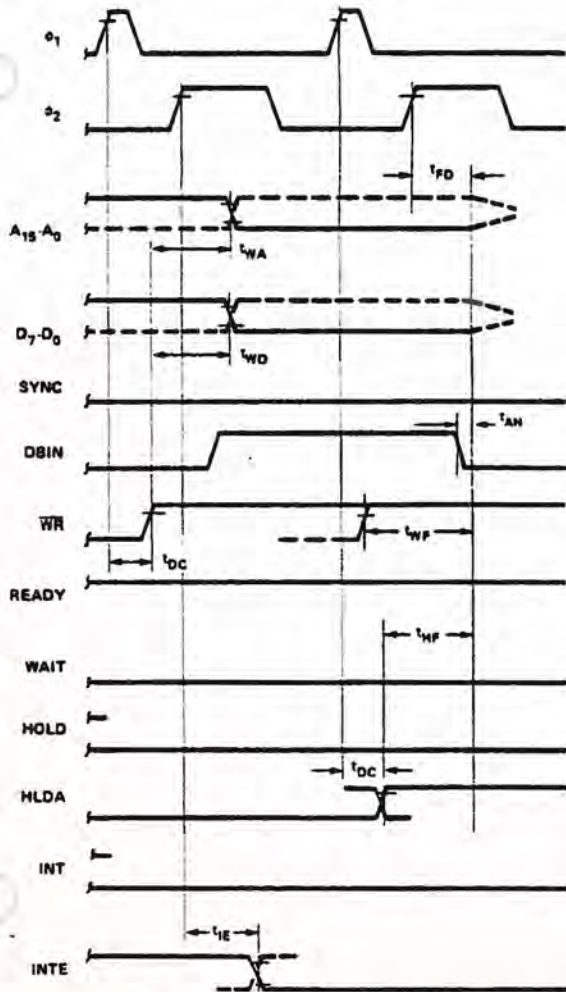 φ1
φ2
tFD
A15-A0
tWA
D7-D0
tWD
SYNC
tAH
DBIN
WR
tWF
tDC
READY
tHF
WAIT
HOLD
tDC
HLDA
INT
tIE
INTE